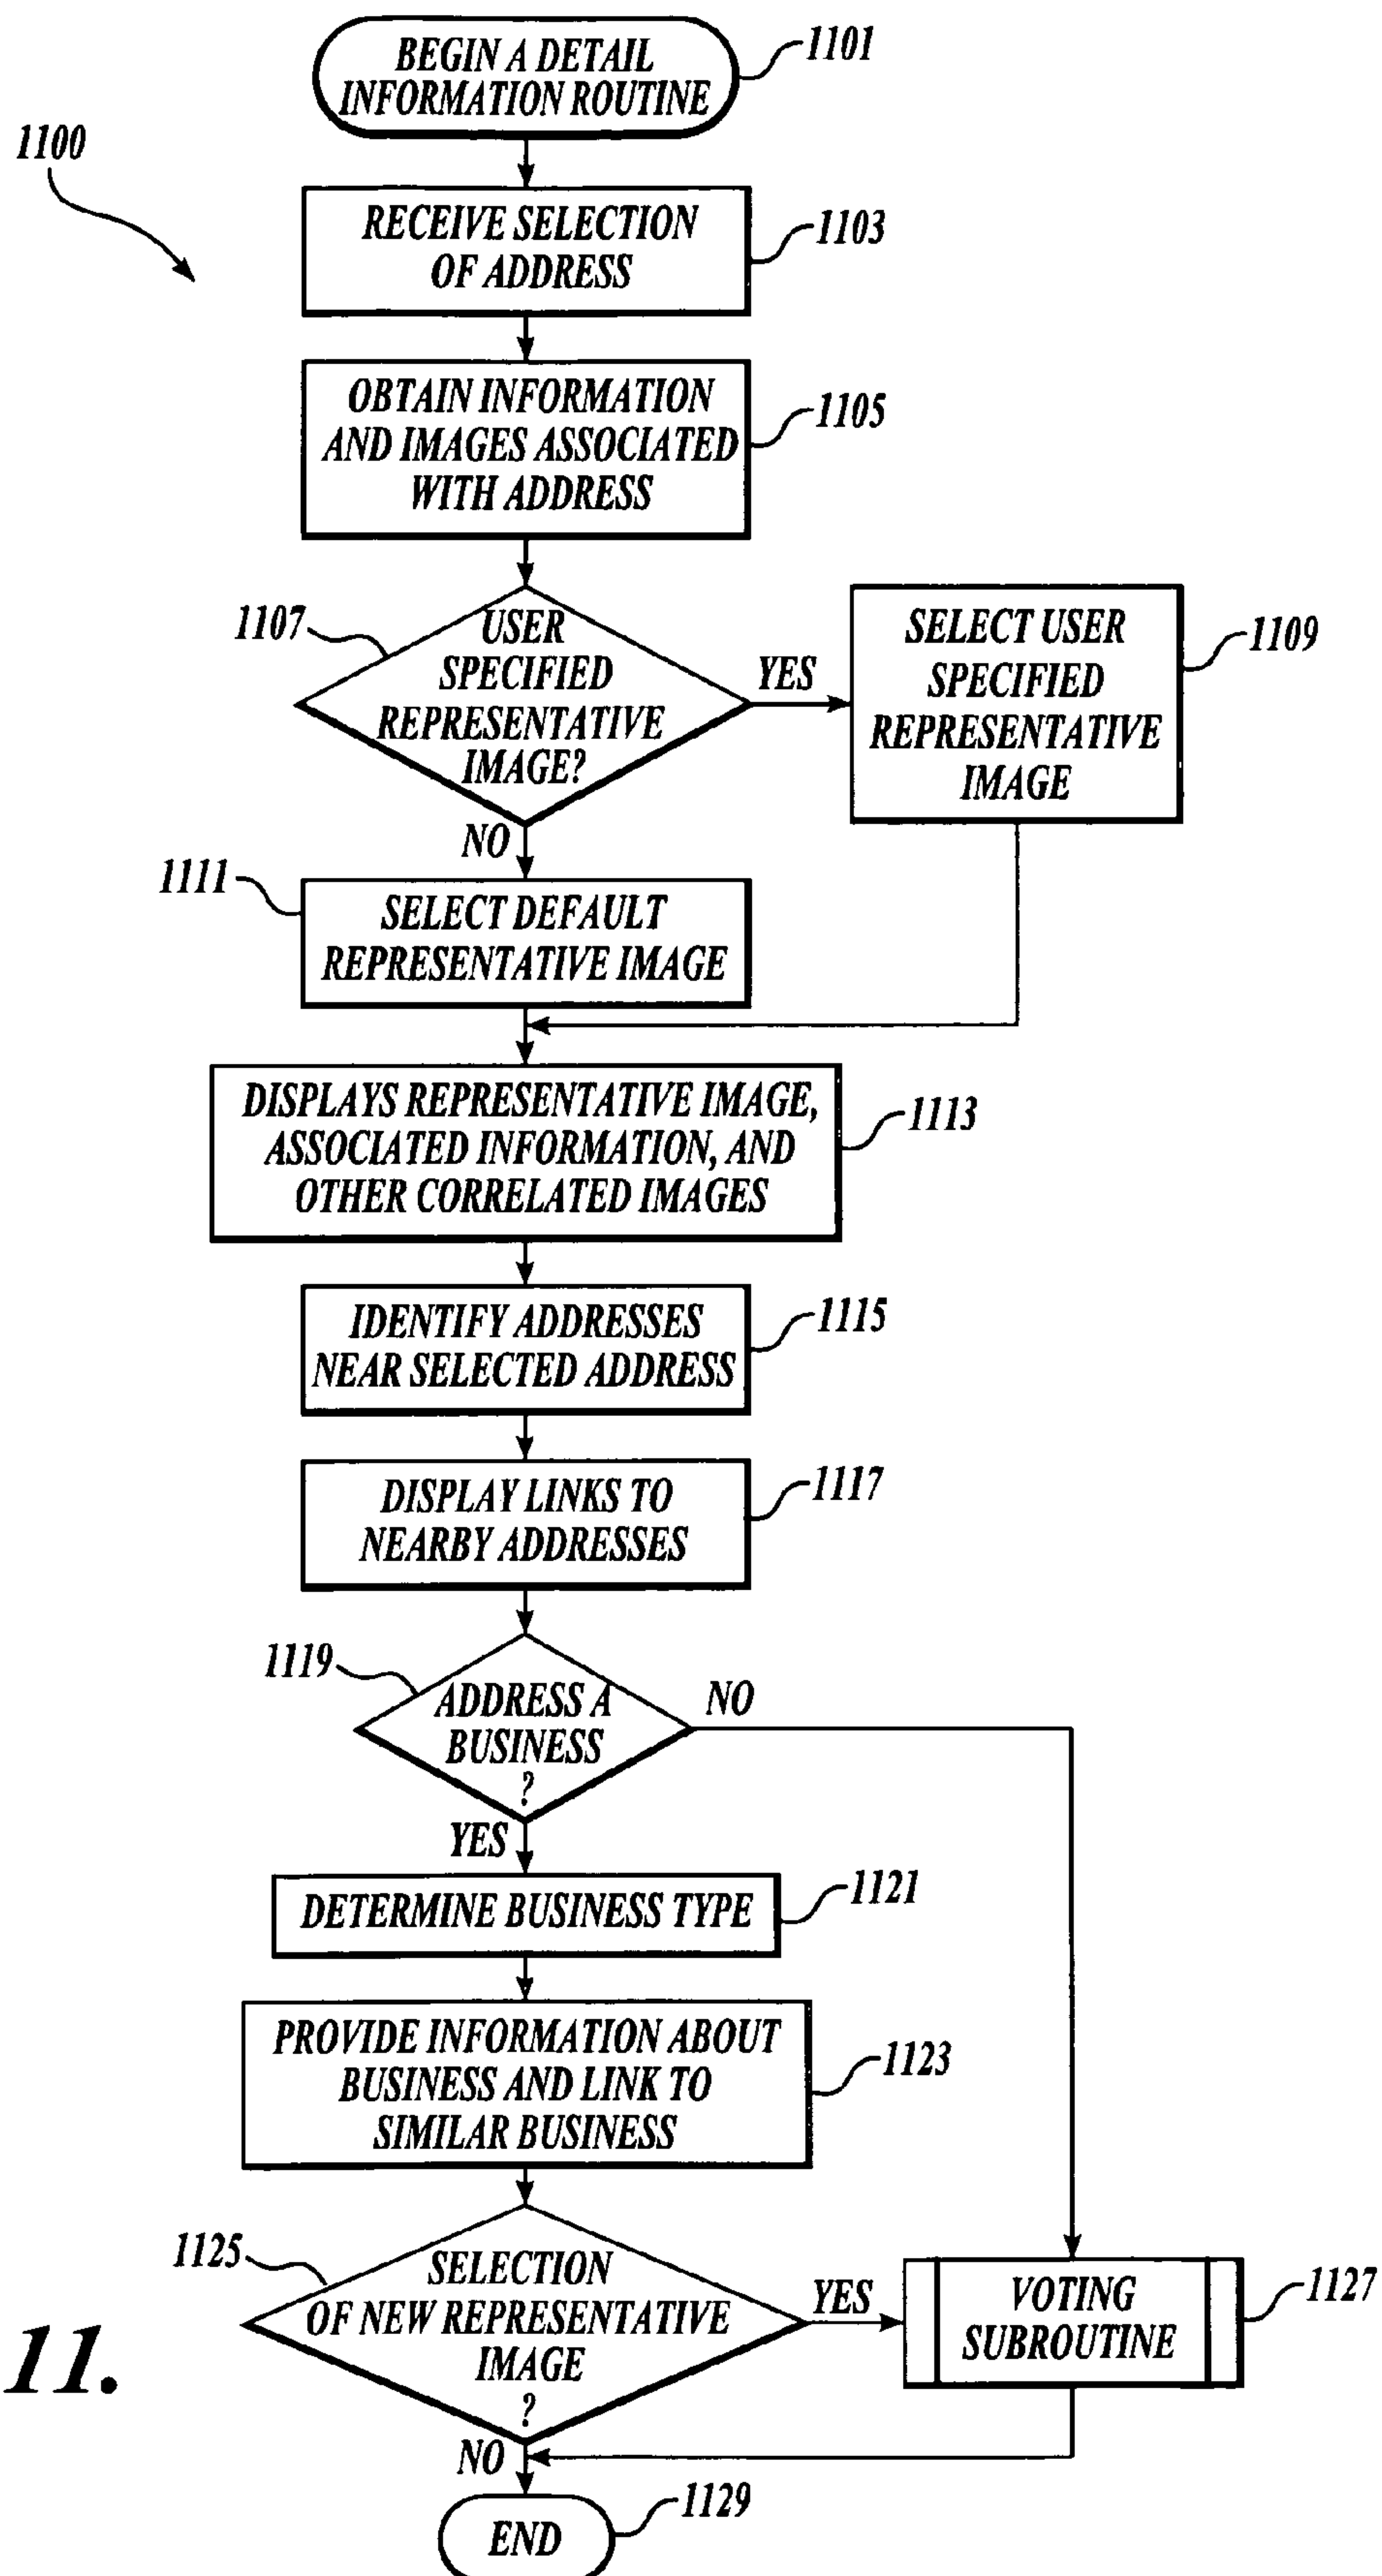 BEGIN A DETAIL
INFORMATION ROUTINE
1101
1100
RECEIVE SELECTION
OF ADDRESS
1103
OBTAIN INFORMATION
AND IMAGES ASSOCIATED
WITH ADDRESS
1105
1107
USER
SPECIFIED
REPRESENTATIVE
IMAGE?
YES
SELECT USER
SPECIFIED
REPRESENTATIVE
IMAGE
1109
NO
1111
SELECT DEFAULT
REPRESENTATIVE IMAGE
DISPLAYS REPRESENTATIVE IMAGE,
ASSOCIATED INFORMATION, AND
OTHER CORRELATED IMAGES
1113
IDENTIFY ADDRESSES
NEAR SELECTED ADDRESS
1115
DISPLAY LINKS TO
NEARBY ADDRESSES
1117
1119
ADDRESS A
BUSINESS
?
NO
YES
DETERMINE BUSINESS TYPE
1121
PROVIDE INFORMATION ABOUT
BUSINESS AND LINK TO
SIMILAR BUSINESS
1123
1125
SELECTION
OF NEW REPRESENTATIVE
IMAGE
?
YES
VOTING
SUBROUTINE
1127
11.
NO
END
1129